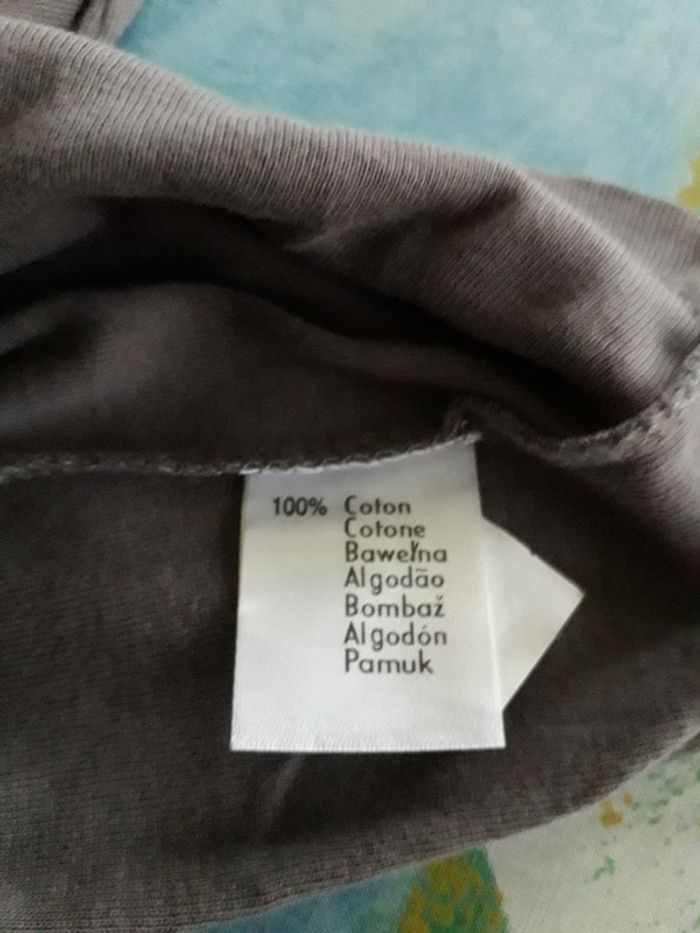 100% Coton
Cotone
Bawełna
Algodão
Bombaž
Algodón
Pamuk